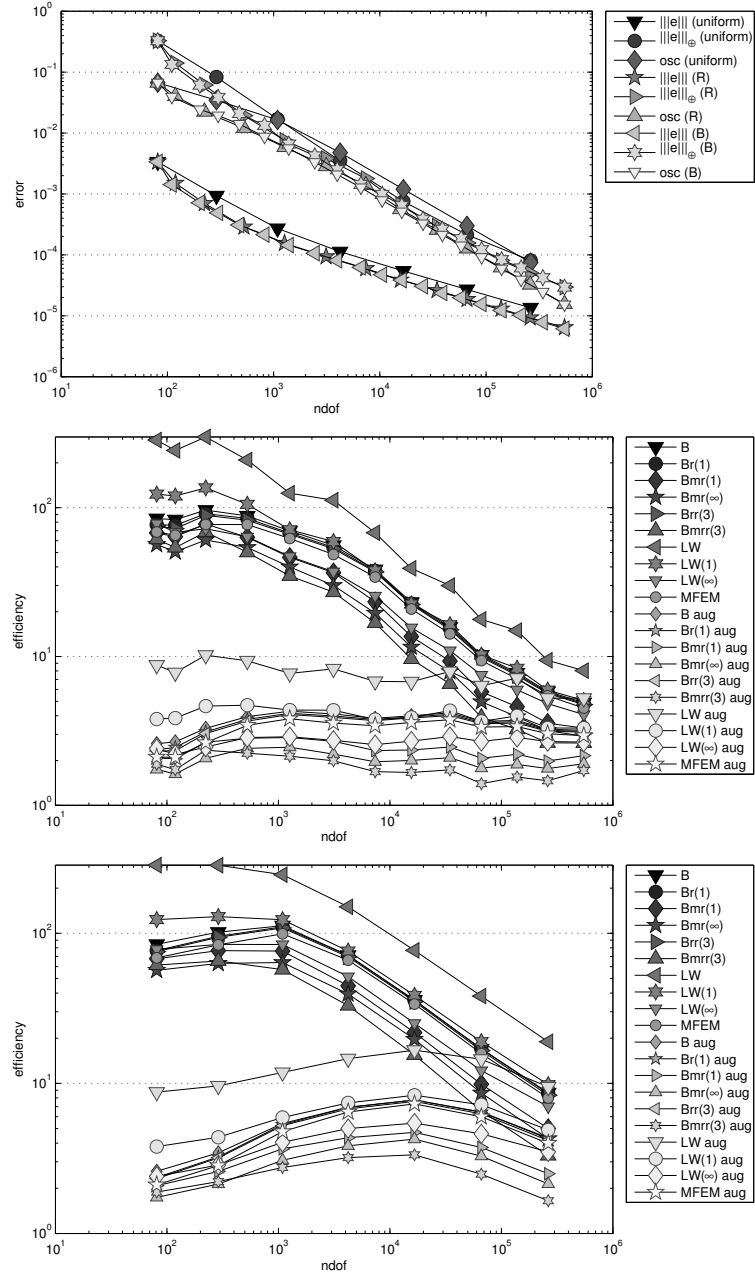 10^0
10^−1
10^−2
10^−3
10^−4
10^−5
10^−6
error
10^1 10^2 10^3 10^4 10^5 10^6
ndof
|||e||| (uniform)
|||e|||⊕ (uniform)
osc (uniform)
|||e||| (R)
|||e|||⊕ (R)
osc (R)
|||e||| (B)
|||e|||⊕ (B)
osc (B)
10^2
10^1
10^0
efficiency
10^1 10^2 10^3 10^4 10^5 10^6
ndof
B
Br(1)
Bmr(1)
Bmr(∞)
Brr(3)
Bmrr(3)
LW
LW(1)
LW(∞)
MFEM
B aug
Br(1) aug
Bmr(1) aug
Bmr(∞) aug
Brr(3) aug
Bmrr(3) aug
LW aug
LW(1) aug
LW(∞) aug
MFEM aug
10^2
10^1
10^0
efficiency
10^1 10^2 10^3 10^4 10^5 10^6
ndof
B
Br(1)
Bmr(1)
Bmr(∞)
Brr(3)
Bmrr(3)
LW
LW(1)
LW(∞)
MFEM
B aug
Br(1) aug
Bmr(1) aug
Bmr(∞) aug
Brr(3) aug
Bmrr(3) aug
LW aug
LW(1) aug
LW(∞) aug
MFEM aug